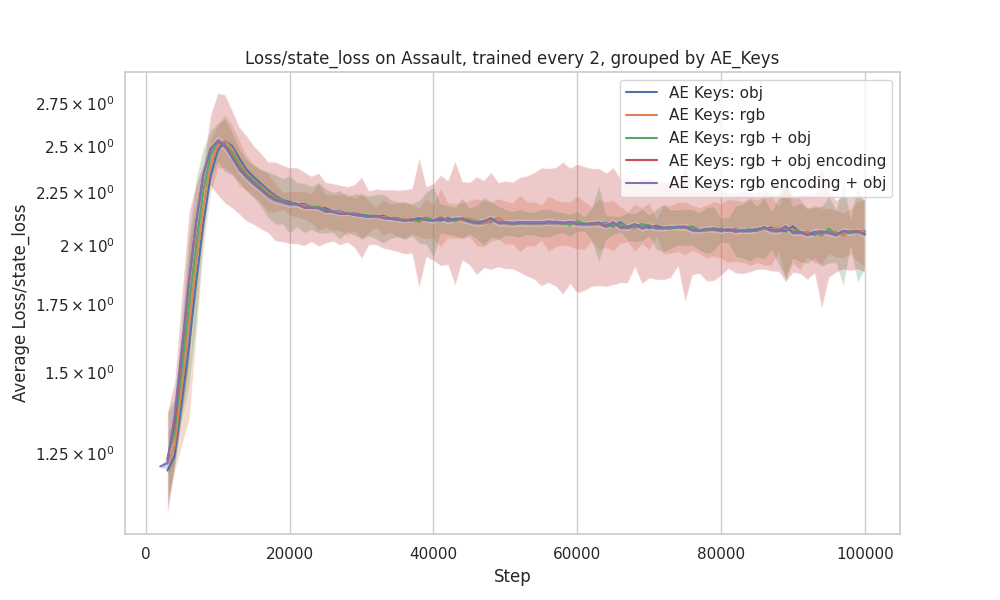 Loss/state_loss on Assault, trained every 2, grouped by AE_Keys
AE Keys: obj
AE Keys: rgb
AE Keys: rgb + obj
AE Keys: rgb + obj encoding
AE Keys: rgb encoding + obj
Average Loss/state_loss
2.75 × 10⁰
2.5 × 10⁰
2.25 × 10⁰
2 × 10⁰
1.75 × 10⁰
1.5 × 10⁰
1.25 × 10⁰
0 20000 40000 60000 80000 100000
Step